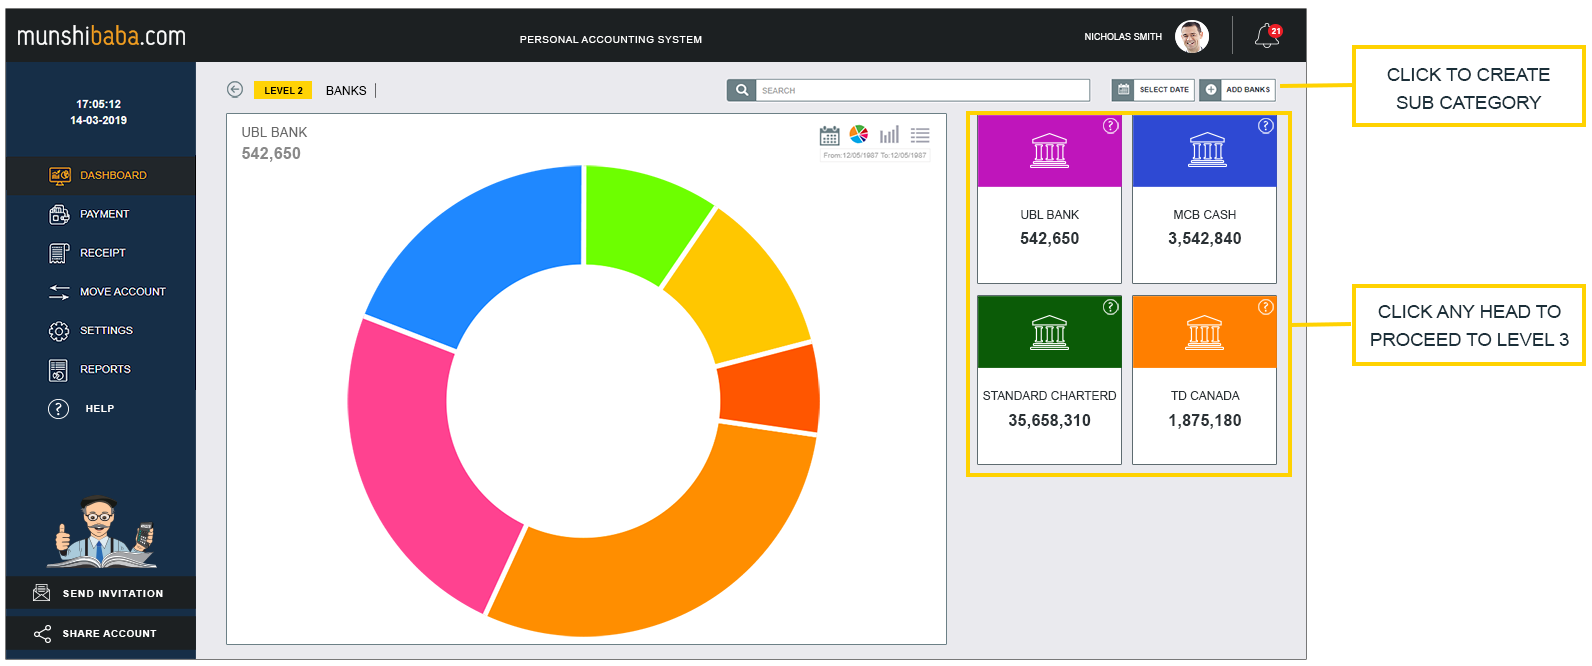 munshibaba.com
PERSONAL ACCOUNTING SYSTEM
NICHOLAS SMITH
21
17:05:12
14-03-2019
DASHBOARD
PAYMENT
RECEIPT
MOVE ACCOUNT
SETTINGS
REPORTS
? HELP
SEND INVITATION
SHARE ACCOUNT
LEVEL 2 BANKS
SEARCH
SELECT DATE
ADD BANKS
UBL BANK
542,650
From:12/05/1987 To:12/05/1987
?
UBL BANK
542,650
?
MCB CASH
3,542,840
?
STANDARD CHARTERD
35,658,310
?
TD CANADA
1,875,180
CLICK TO CREATE
SUB CATEGORY
CLICK ANY HEAD TO
PROCEED TO LEVEL 3